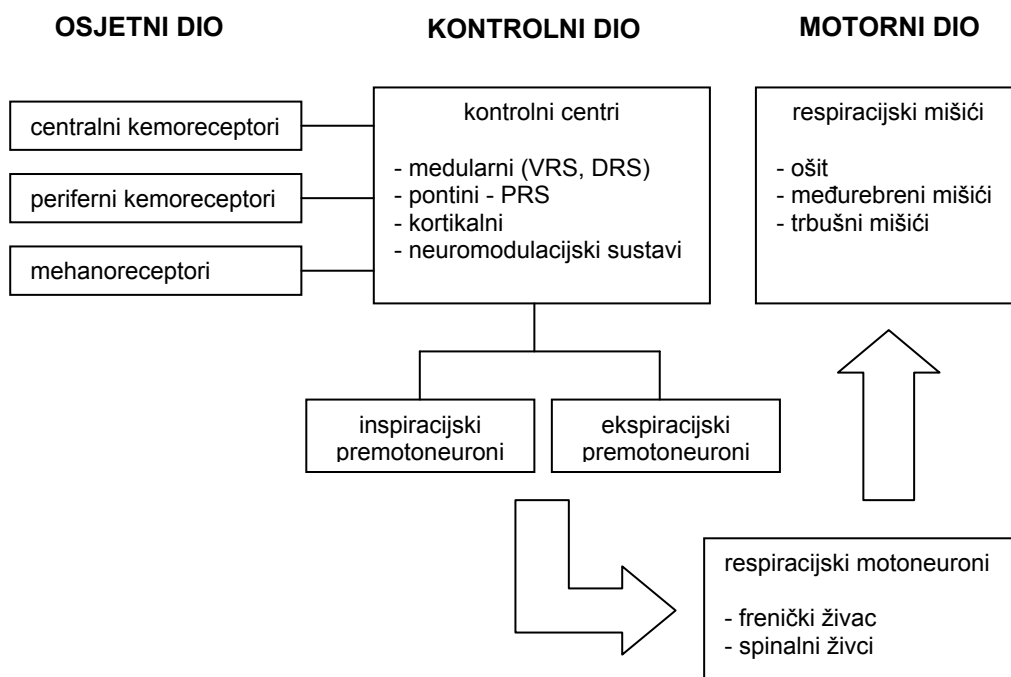 OSJETNI DIO
KONTROLNI DIO
MOTORNI DIO
centralni kemoreceptori
periferni kemoreceptori
mehanoreceptori
kontrolni centri
- medularni (VRS, DRS)
- pontini - PRS
- kortikalni
- neuromodulacijski sustavi
respiracijski mišići
- ošit
- međurebreni mišići
- trbušni mišići
inspiracijski
premotoneuroni
ekspiracijski
premotoneuroni
respiracijski motoneuroni
- frenički živac
- spinalni živci